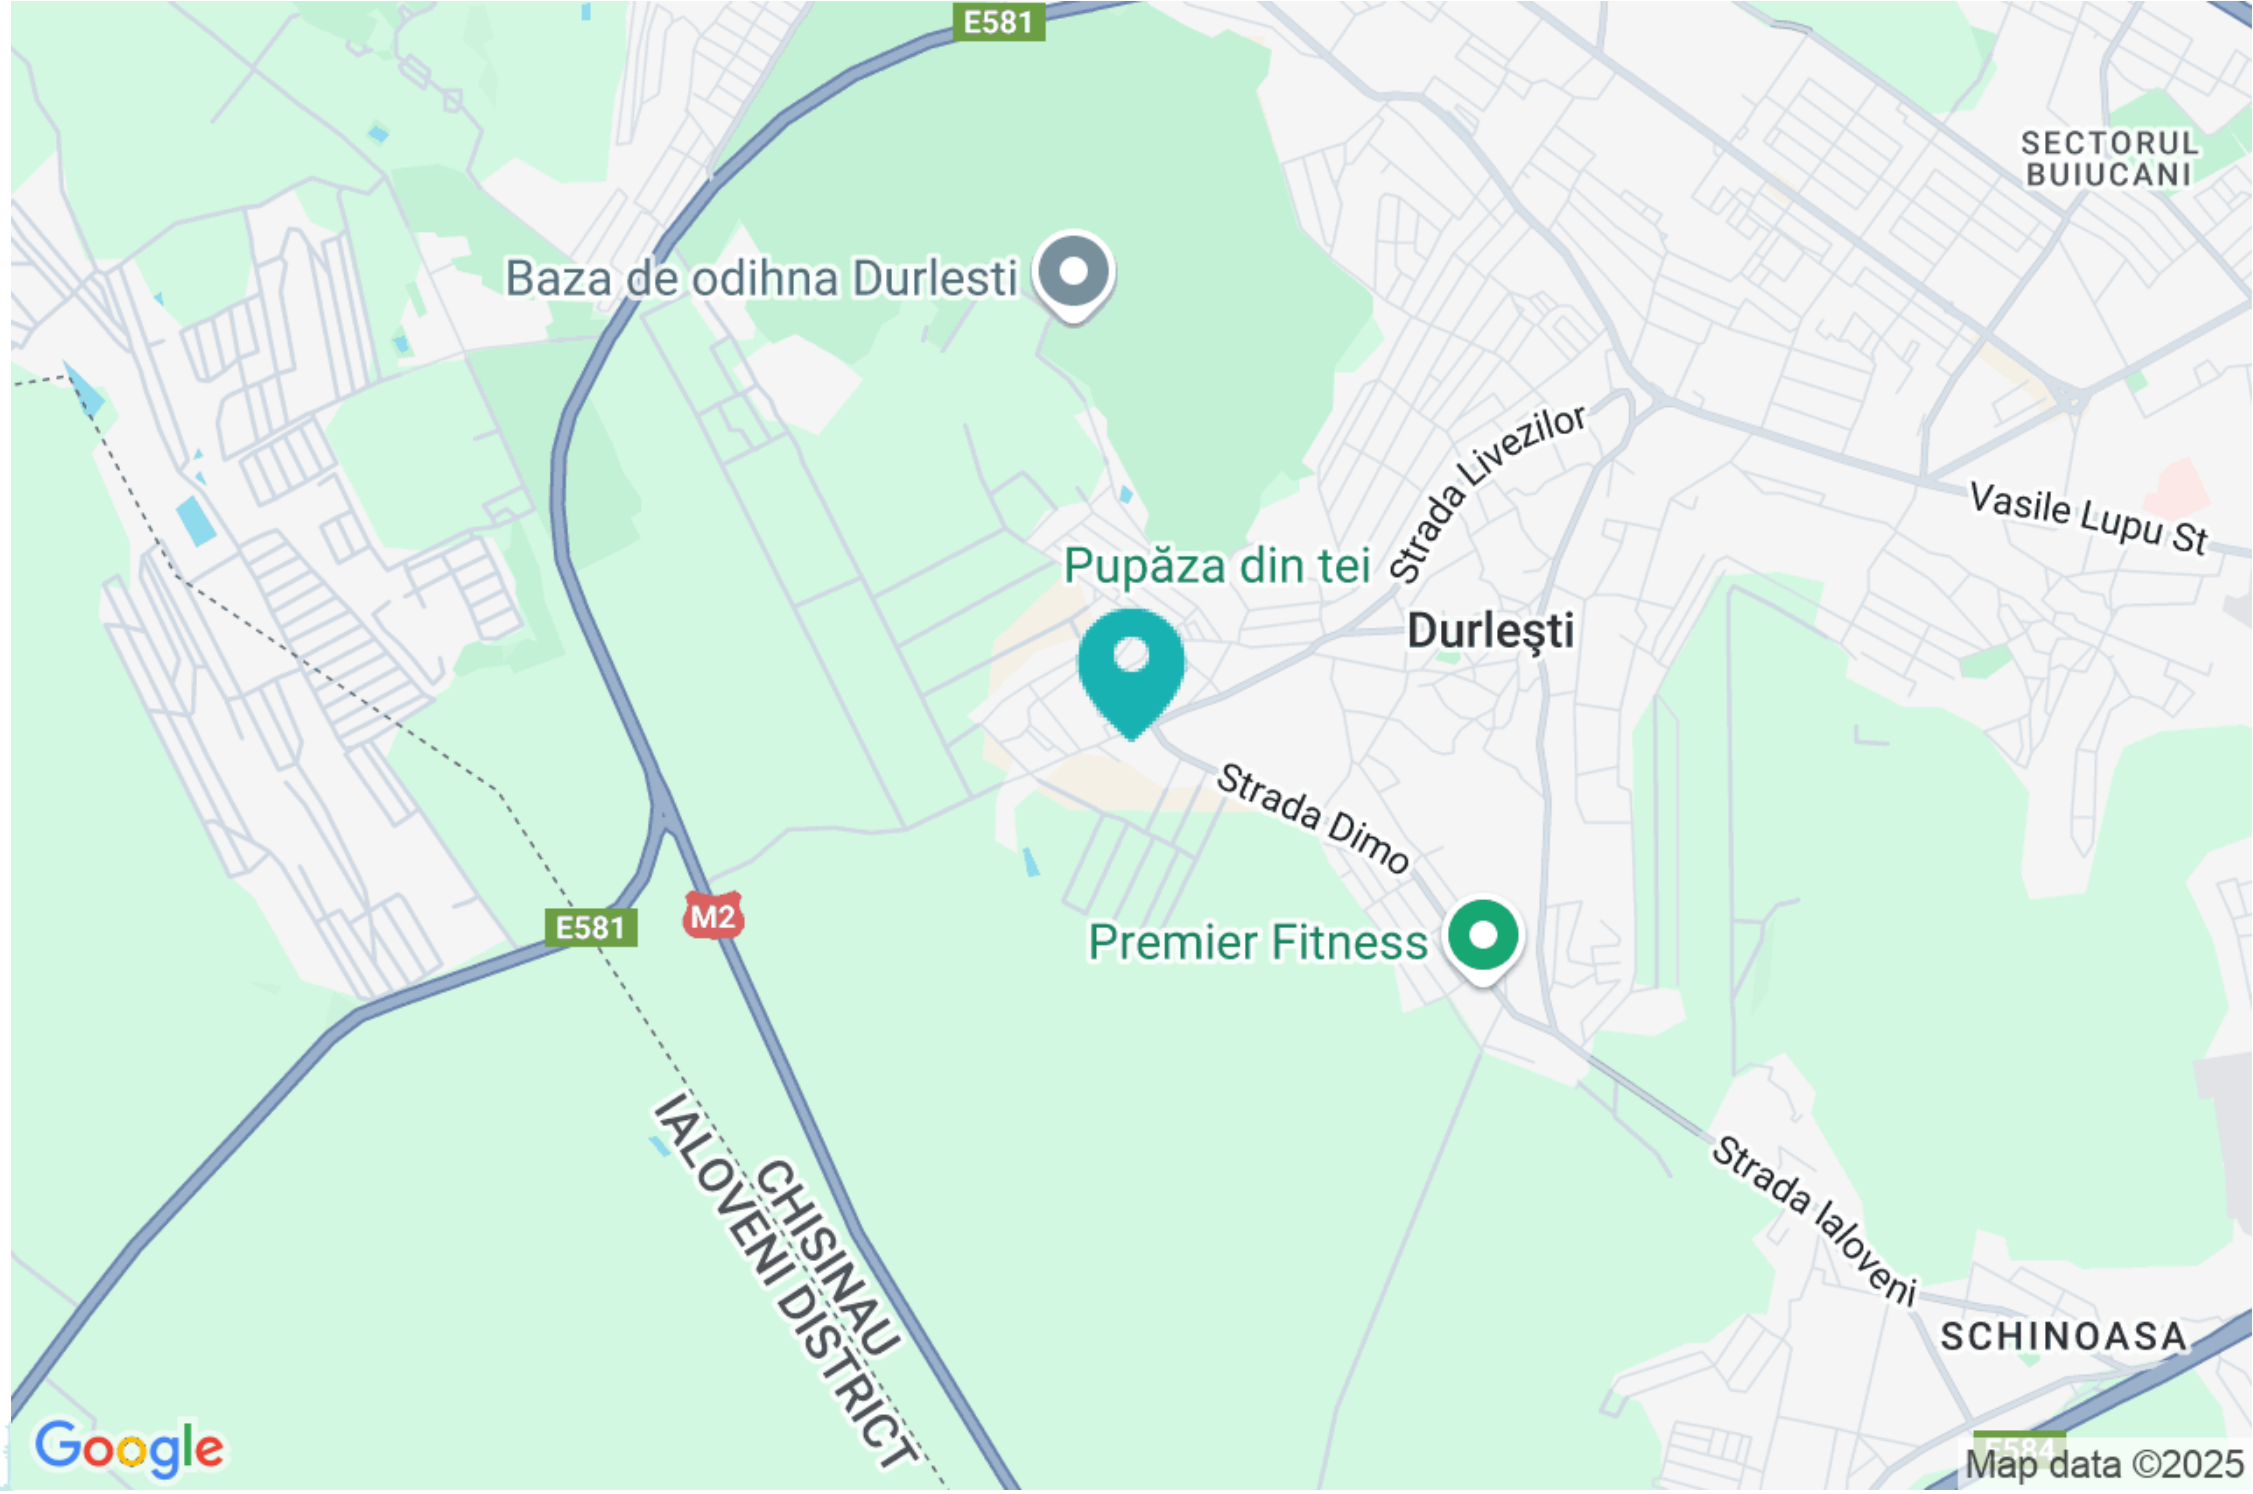 E581
SECTORUL
BUIUCANI
Baza de odihna Durlesti
Strada Livezilor
Vasile Lupu St
Pupăza din tei
Durleşti
Strada Dimo
E581
M2
Premier Fitness
IALOVENI DISTRICT
CHISINAU
Strada Ialoveni
SCHINOASA
Google
E584
Map data ©2025